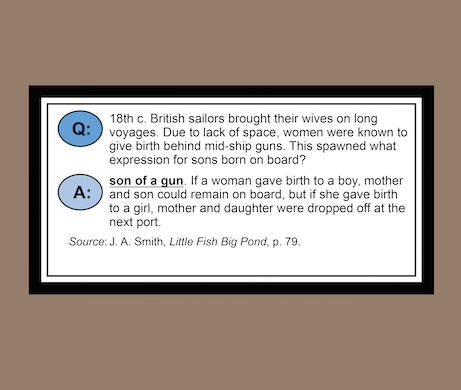 Q:
18th c. British sailors brought their wives on long
voyages. Due to lack of space, women were known to
give birth behind mid-ship guns. This spawned what
expression for sons born on board?
A:
son of a gun. If a woman gave birth to a boy, mother
and son could remain on board, but if she gave birth
to a girl, mother and daughter were dropped off at the
next port.
Source: J. A. Smith, Little Fish Big Pond, p. 79.